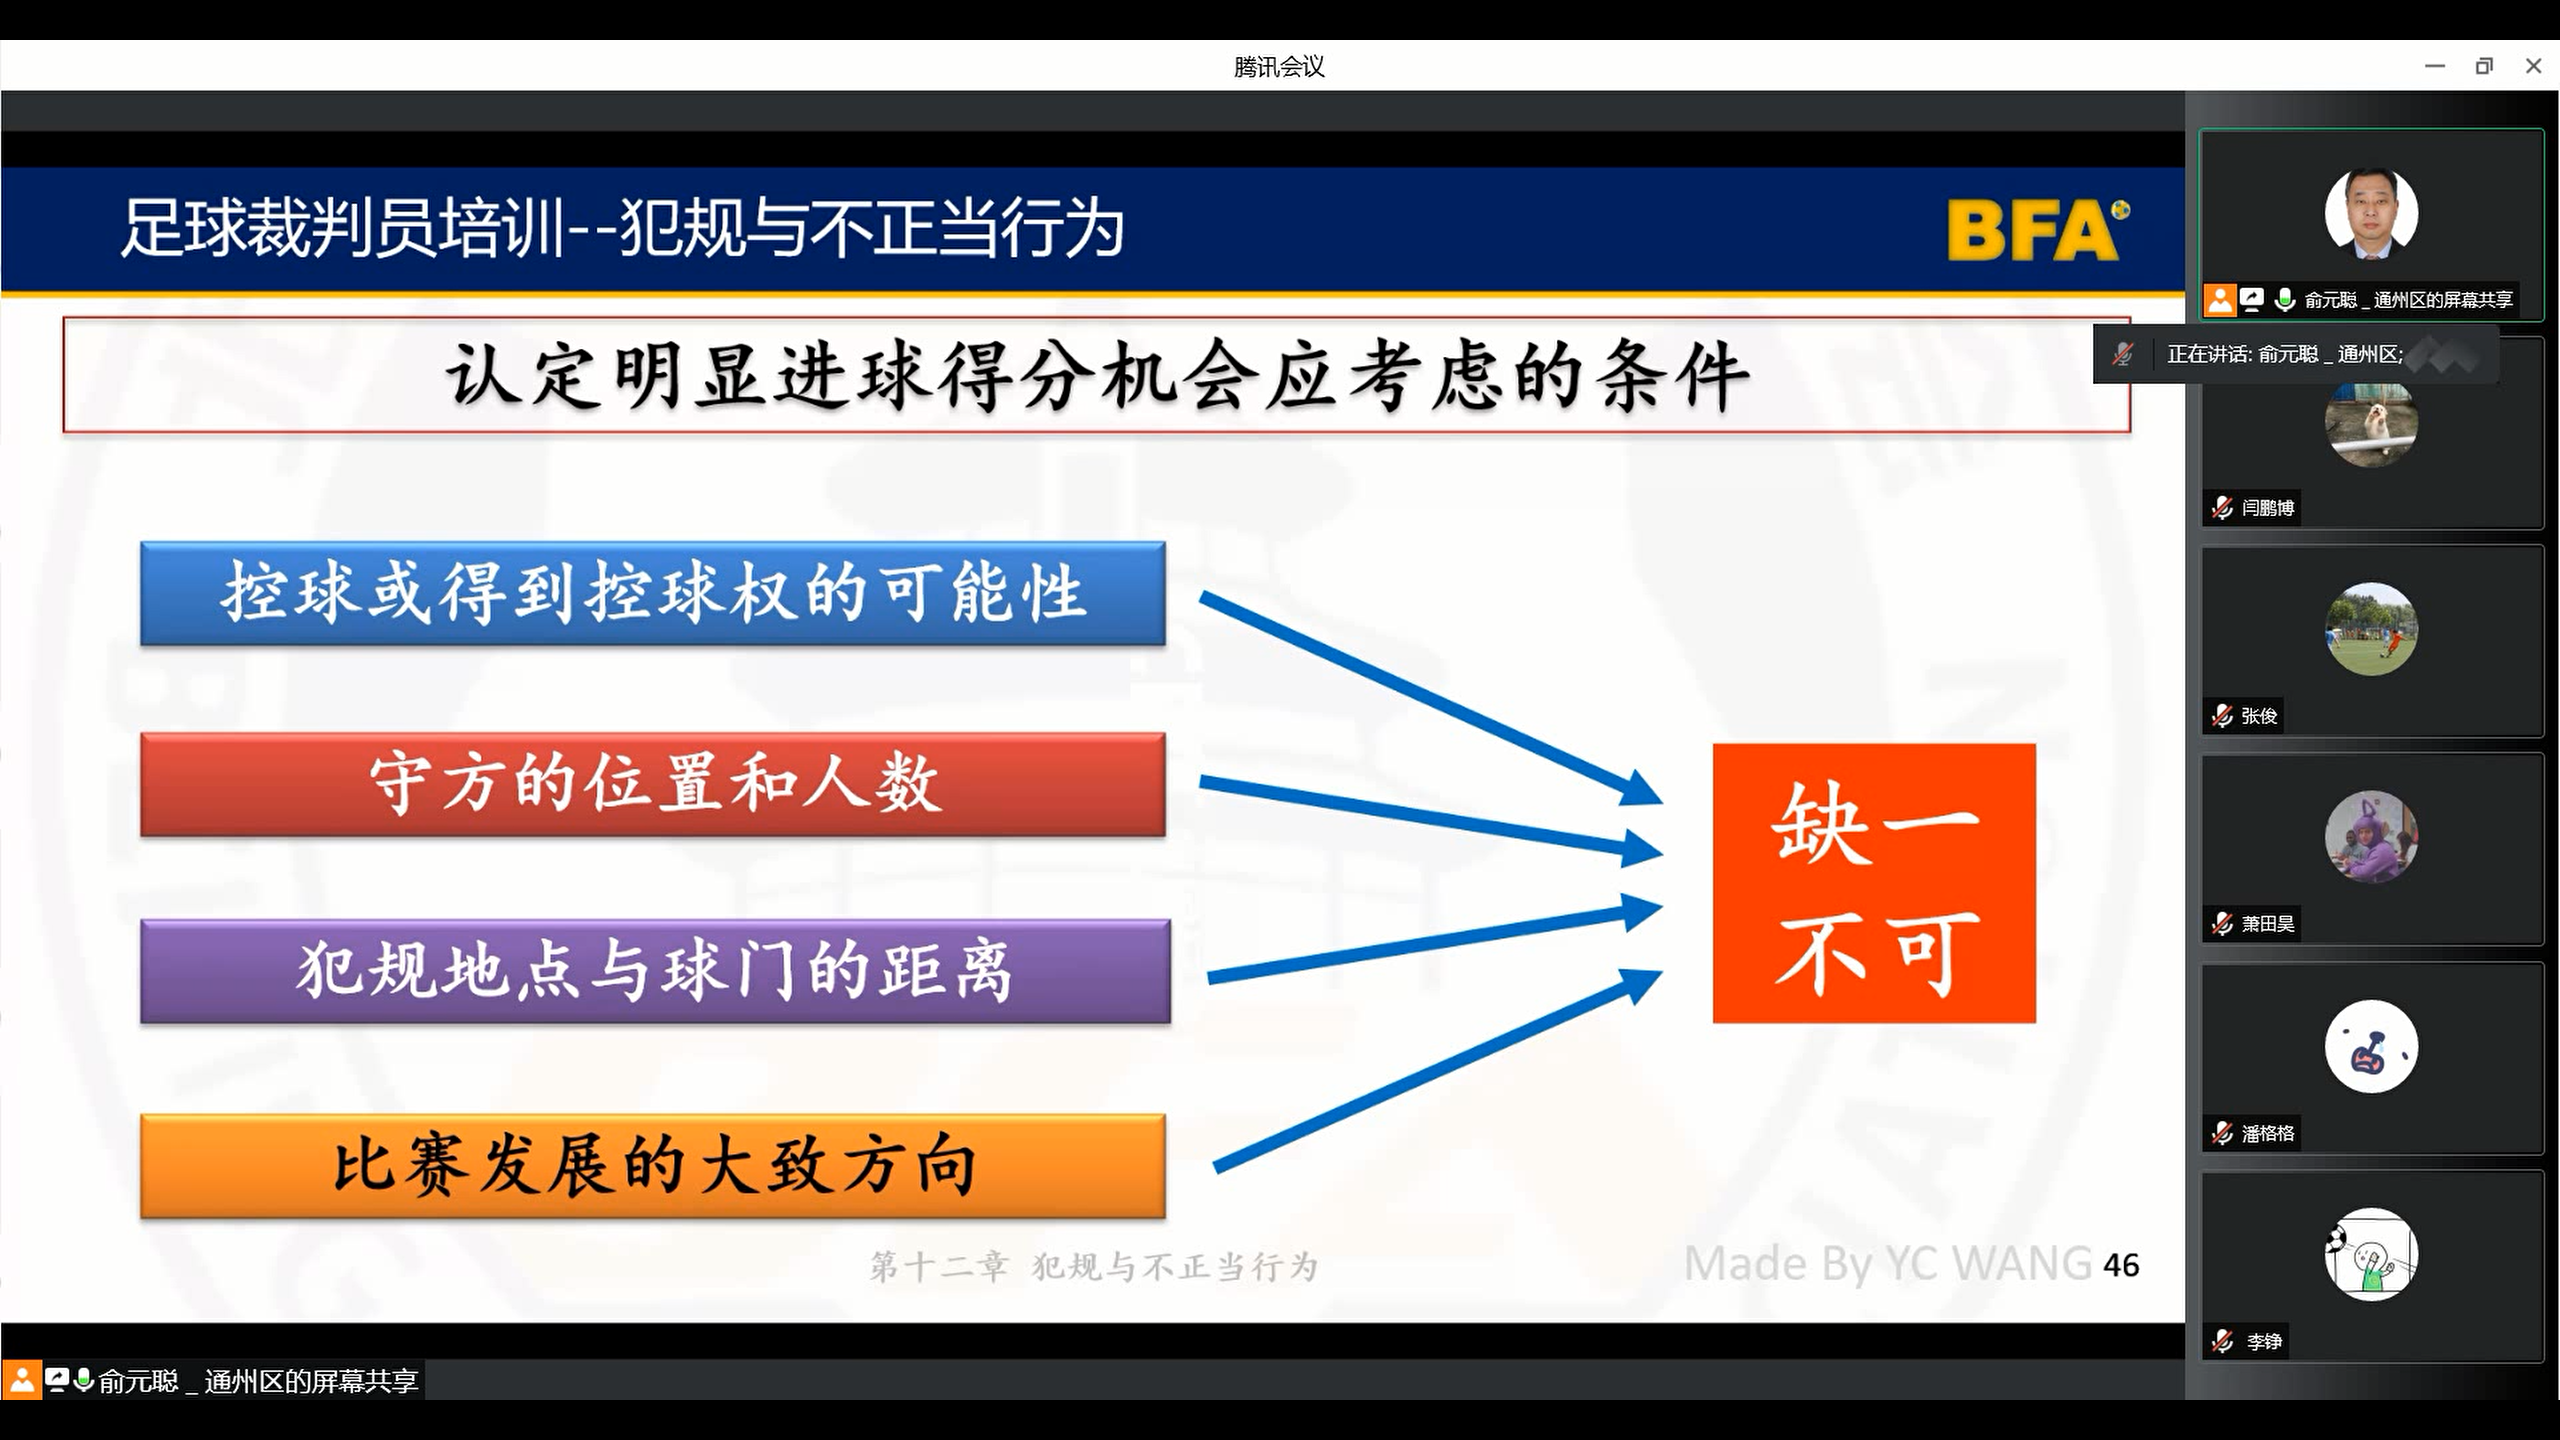 腾讯会议
足球裁判员培训--犯规与不正当行为
BFA
认定明显进球得分机会应考虑的条件
控球或得到控球权的可能性
守方的位置和人数
犯规地点与球门的距离
比赛发展的大致方向
缺一
不可
第十二章 犯规与不正当行为
Made By YC WANG 46
俞元聪 _ 通州区的屏幕共享
俞元聪 _ 通州区的屏幕共享
正在讲话: 俞元聪 _ 通州区;
闫鹏博
张俊
萧田昊
潘格格
李铮